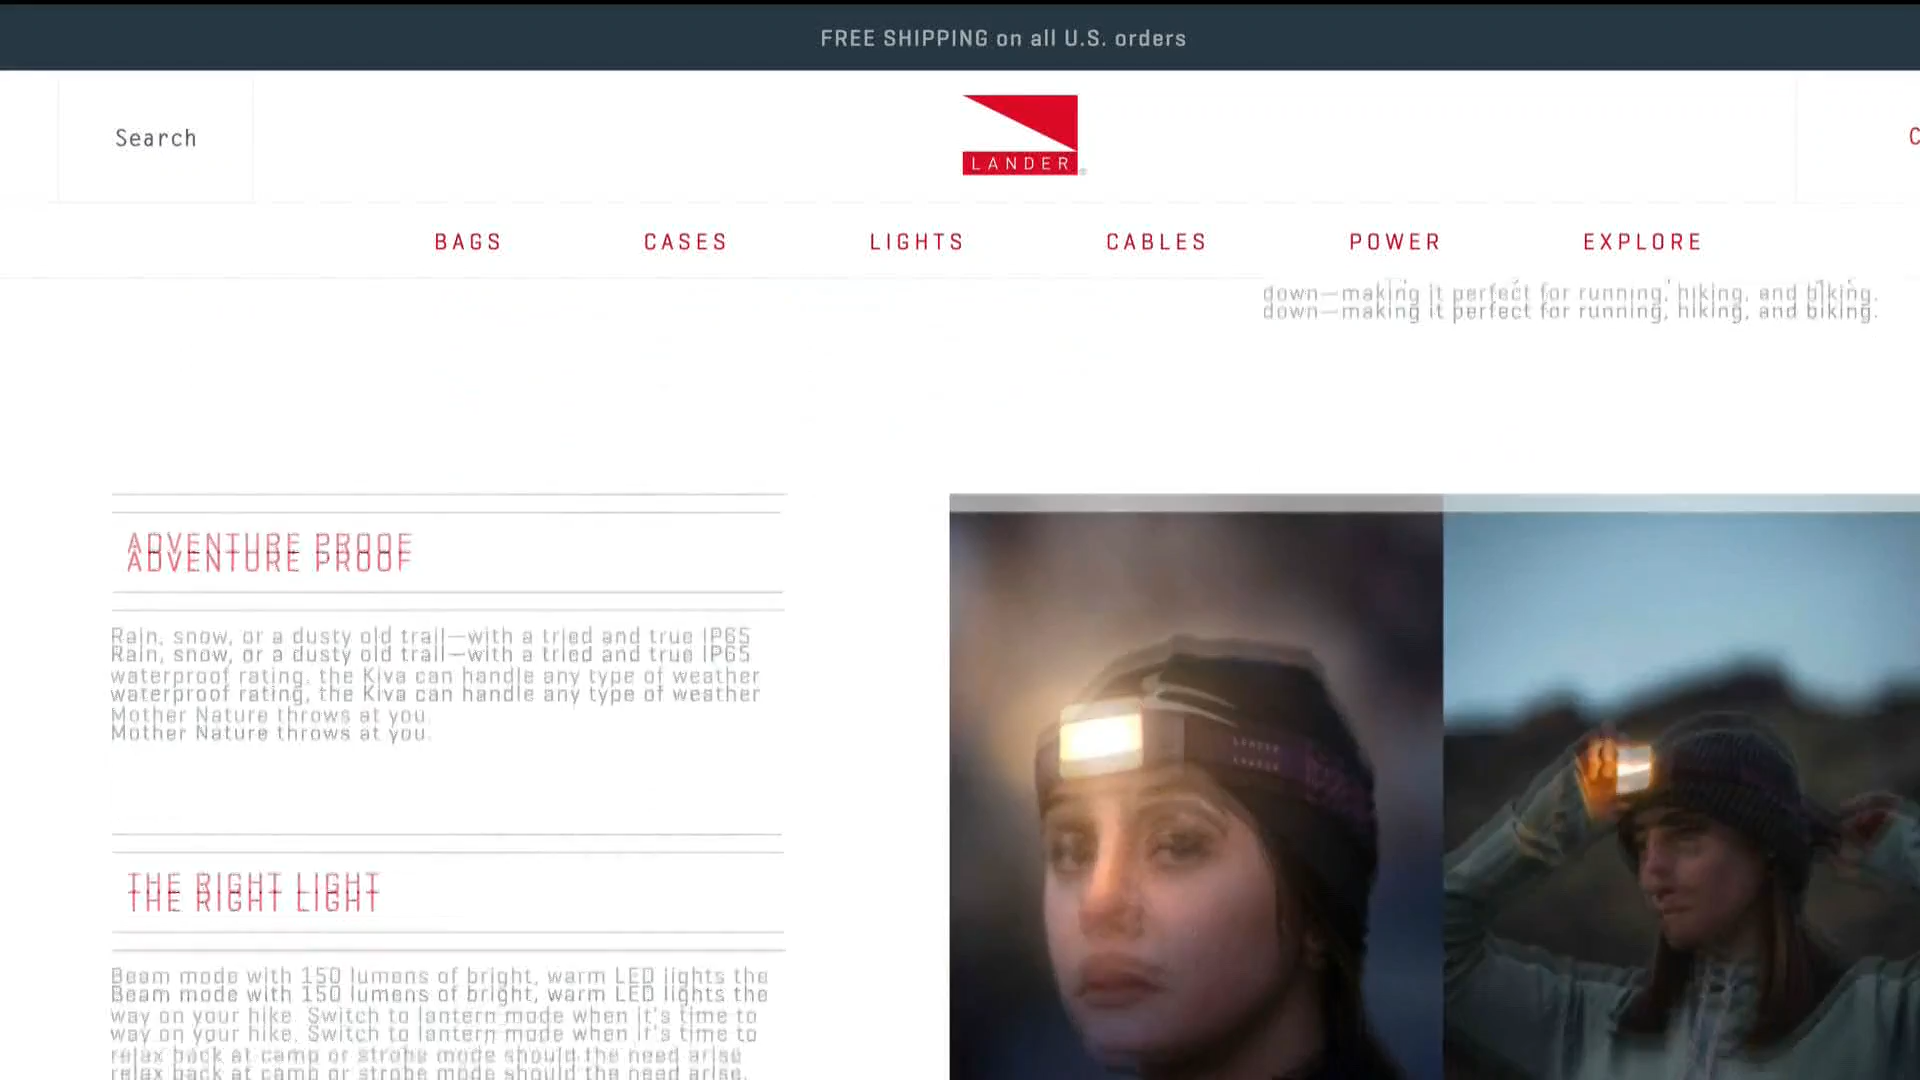 FREE SHIPPING on all U.S. orders
Search
LANDER
C
BAGS
CASES
LIGHTS
CABLES
POWER
EXPLORE
down—making it perfect for running, hiking, and biking.
ADVENTURE PROOF
Rain, snow, or a dusty old trail—with a tried and true IP65
waterproof rating, the Kiva can handle any type of weather
Mother Nature throws at you.
THE RIGHT LIGHT
Beam mode with 150 lumens of bright, warm LED lights the
way on your hike. Switch to lantern mode when it's time to
relax back at camp or strobe mode should the need arise.